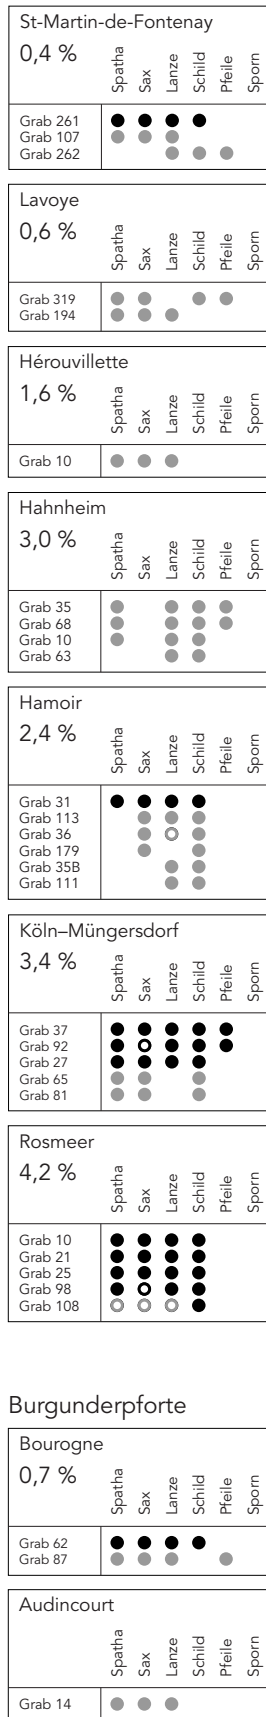 St-Martin-de-Fontenay
0,4 %
Spatha Sax Lanze Schild Pfeile Sporn
Grab 261
Grab 107
Grab 262
Lavoye
0,6 %
Spatha Sax Lanze Schild Pfeile Sporn
Grab 319
Grab 194
Hérouvillette
1,6 %
Spatha Sax Lanze Schild Pfeile Sporn
Grab 10
Hahnheim
3,0 %
Spatha Sax Lanze Schild Pfeile Sporn
Grab 35
Grab 68
Grab 10
Grab 63
Hamoir
2,4 %
Spatha Sax Lanze Schild Pfeile Sporn
Grab 31
Grab 113
Grab 36
Grab 179
Grab 35B
Grab 111
Köln–Müngersdorf
3,4 %
Spatha Sax Lanze Schild Pfeile Sporn
Grab 37
Grab 92
Grab 27
Grab 65
Grab 81
Rosmeer
4,2 %
Spatha Sax Lanze Schild Pfeile Sporn
Grab 10
Grab 21
Grab 25
Grab 98
Grab 108
Burgunderpforte
Bourogne
0,7 %
Spatha Sax Lanze Schild Pfeile Sporn
Grab 62
Grab 87
Audincourt
Spatha Sax Lanze Schild Pfeile Sporn
Grab 14